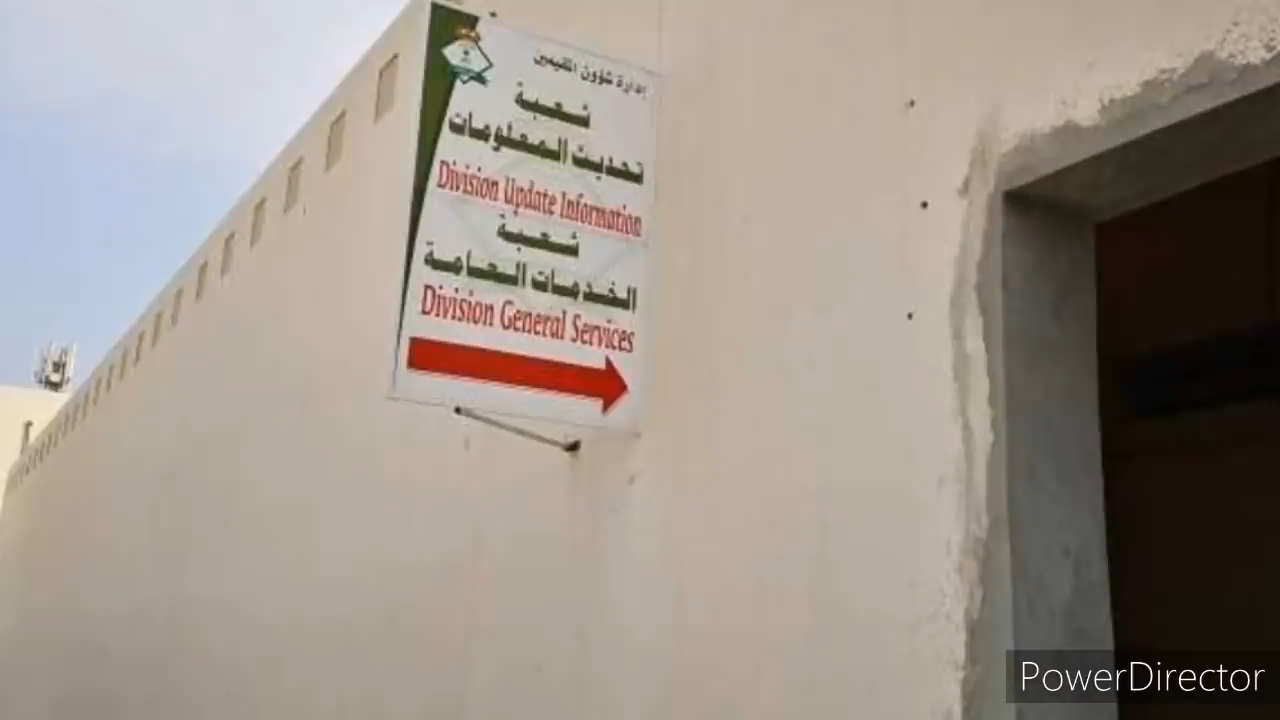 إدارة شؤون المقيمين
شعبة
تحديث المعلومات
Division Update Information
شعبة
الخدمات العامة
Division General Services
PowerDirector